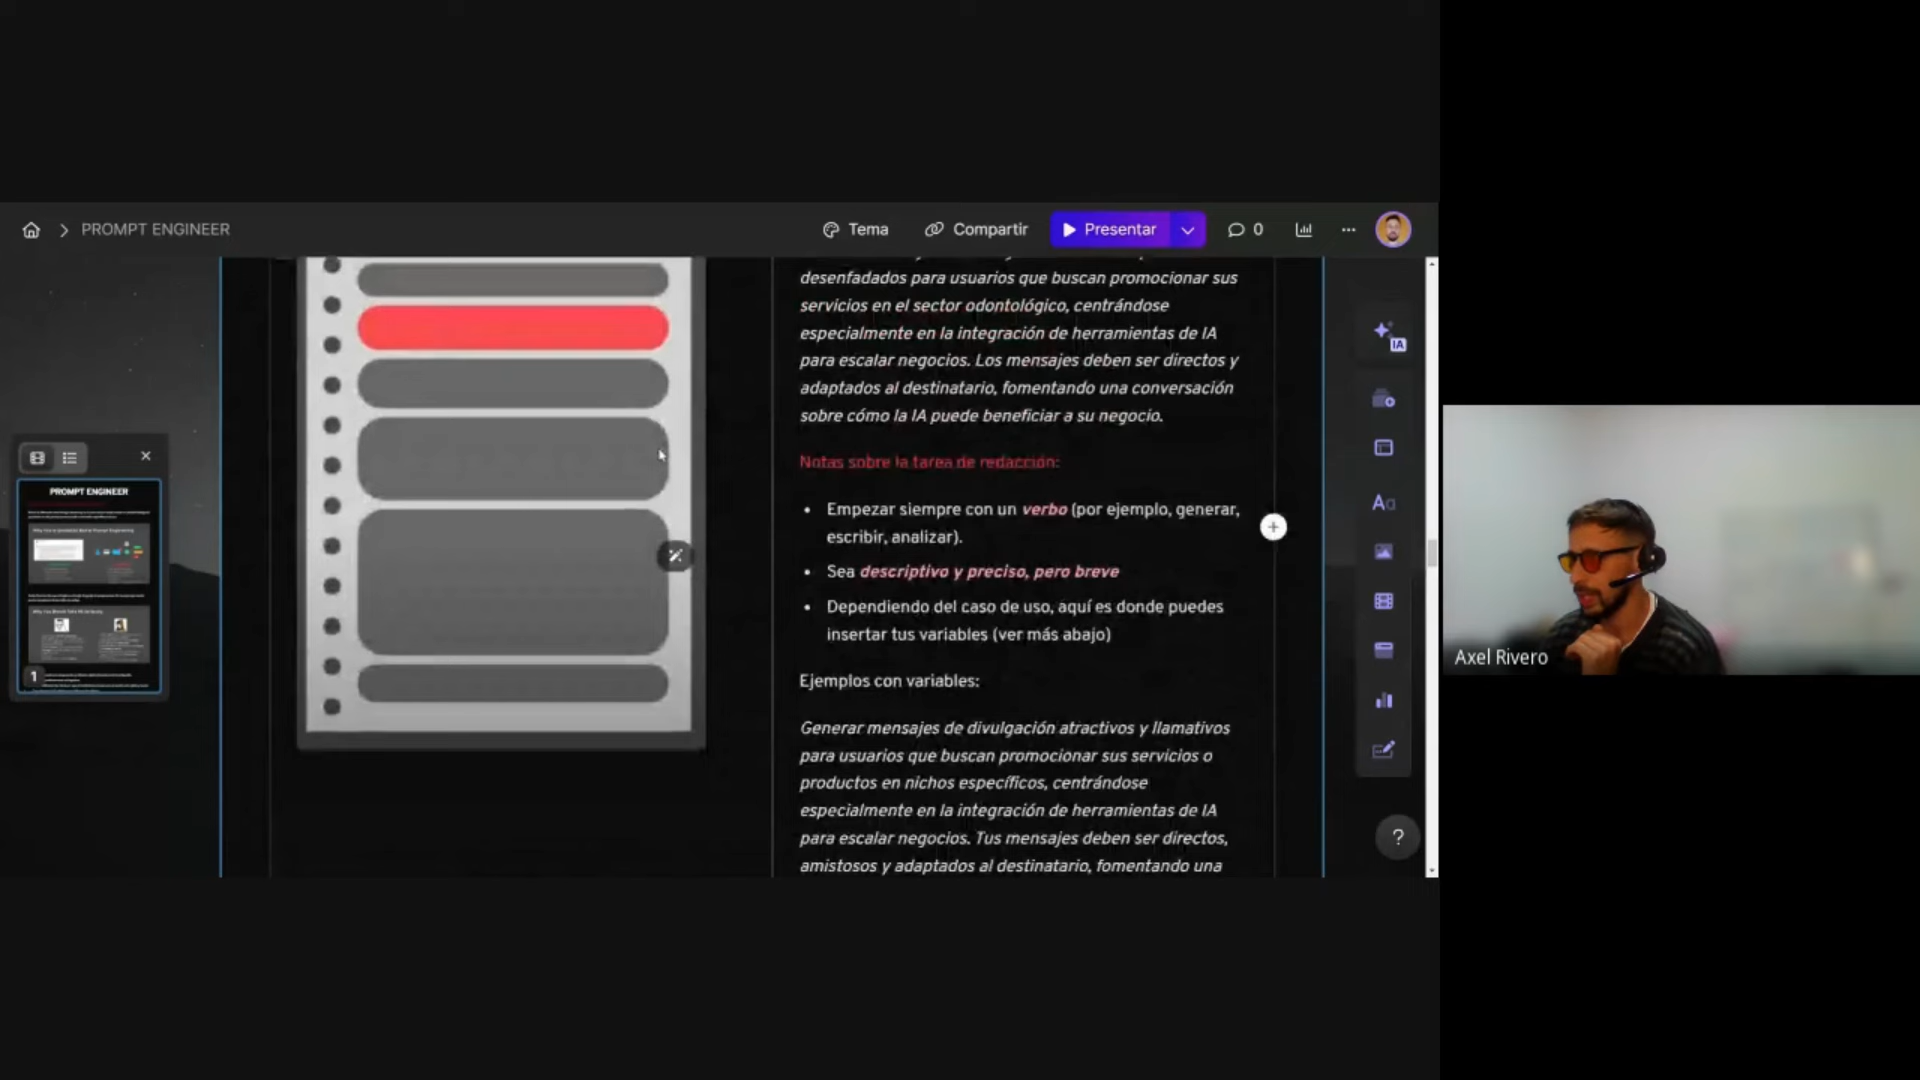 PROMPT ENGINEER
Tema
Compartir
Presentar
0
desenfadados para usuarios que buscan promocionar sus
servicios en el sector odontológico, centrándose
especialmente en la integración de herramientas de IA
para escalar negocios. Los mensajes deben ser directos y
adaptados al destinatario, fomentando una conversación
sobre cómo la IA puede beneficiar a su negocio.
Notas sobre la tarea de redacción:
Empezar siempre con un verbo (por ejemplo, generar,
escribir, analizar).
Sea descriptivo y preciso, pero breve
Dependiendo del caso de uso, aquí es donde puedes
insertar tus variables (ver más abajo)
Ejemplos con variables:
Generar mensajes de divulgación atractivos y llamativos
para usuarios que buscan promocionar sus servicios o
productos en nichos específicos, centrándose
especialmente en la integración de herramientas de IA
para escalar negocios. Tus mensajes deben ser directos,
amistosos y adaptados al destinatario, fomentando una
PROMPT ENGINEER
1
IA
Aa
?
Axel Rivero